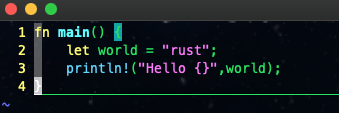 1 fn main() {
2     let world = "rust";
3     println!("Hello {}",world);
4 }
~